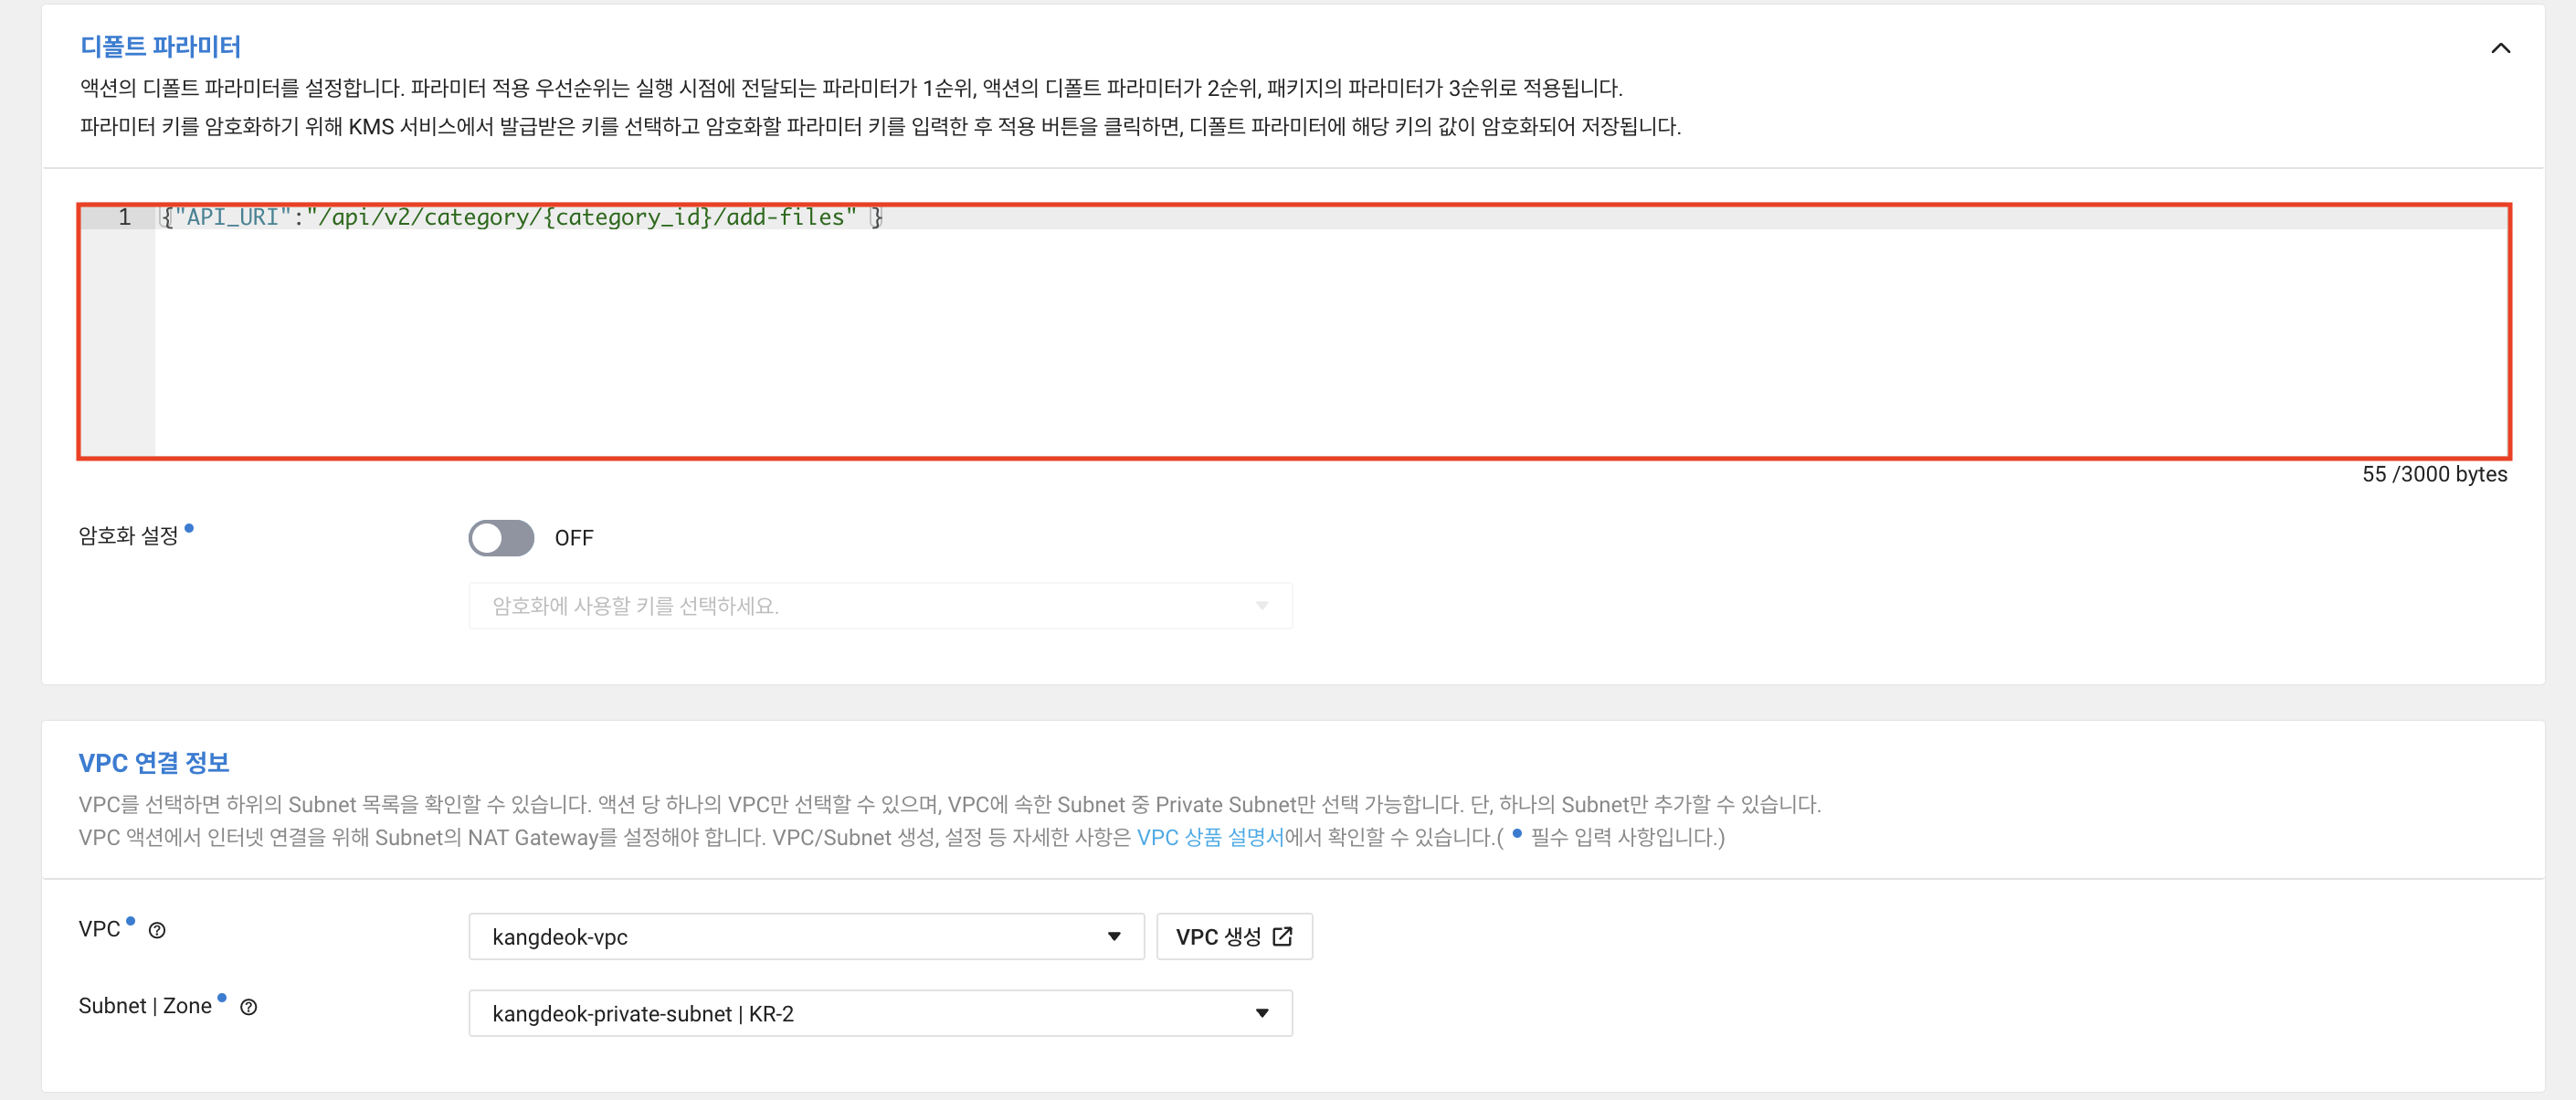 디폴트 파라미터
액션의 디폴트 파라미터를 설정합니다. 파라미터 적용 우선순위는 실행 시점에 전달되는 파라미터가 1순위, 액션의 디폴트 파라미터가 2순위, 패키지의 파라미터가 3순위로 적용됩니다.
파라미터 키를 암호화하기 위해 KMS 서비스에서 발급받은 키를 선택하고 암호화할 파라미터 키를 입력한 후 적용 버튼을 클릭하면, 디폴트 파라미터에 해당 키의 값이 암호화되어 저장됩니다.
1 {"API_URI":"/api/v2/category/{category_id}/add-files" }
55 /3000 bytes
암호화 설정
OFF
암호화에 사용할 키를 선택하세요.
VPC 연결 정보
VPC를 선택하면 하위의 Subnet 목록을 확인할 수 있습니다. 액션 당 하나의 VPC만 선택할 수 있으며, VPC에 속한 Subnet 중 Private Subnet만 선택 가능합니다. 단, 하나의 Subnet만 추가할 수 있습니다.
VPC 액션에서 인터넷 연결을 위해 Subnet의 NAT Gateway를 설정해야 합니다. VPC/Subnet 생성, 설정 등 자세한 사항은 VPC 상품 설명서에서 확인할 수 있습니다.( 필수 입력 사항입니다.)
VPC ?
kangdeok-vpc
VPC 생성
Subnet | Zone ?
kangdeok-private-subnet | KR-2